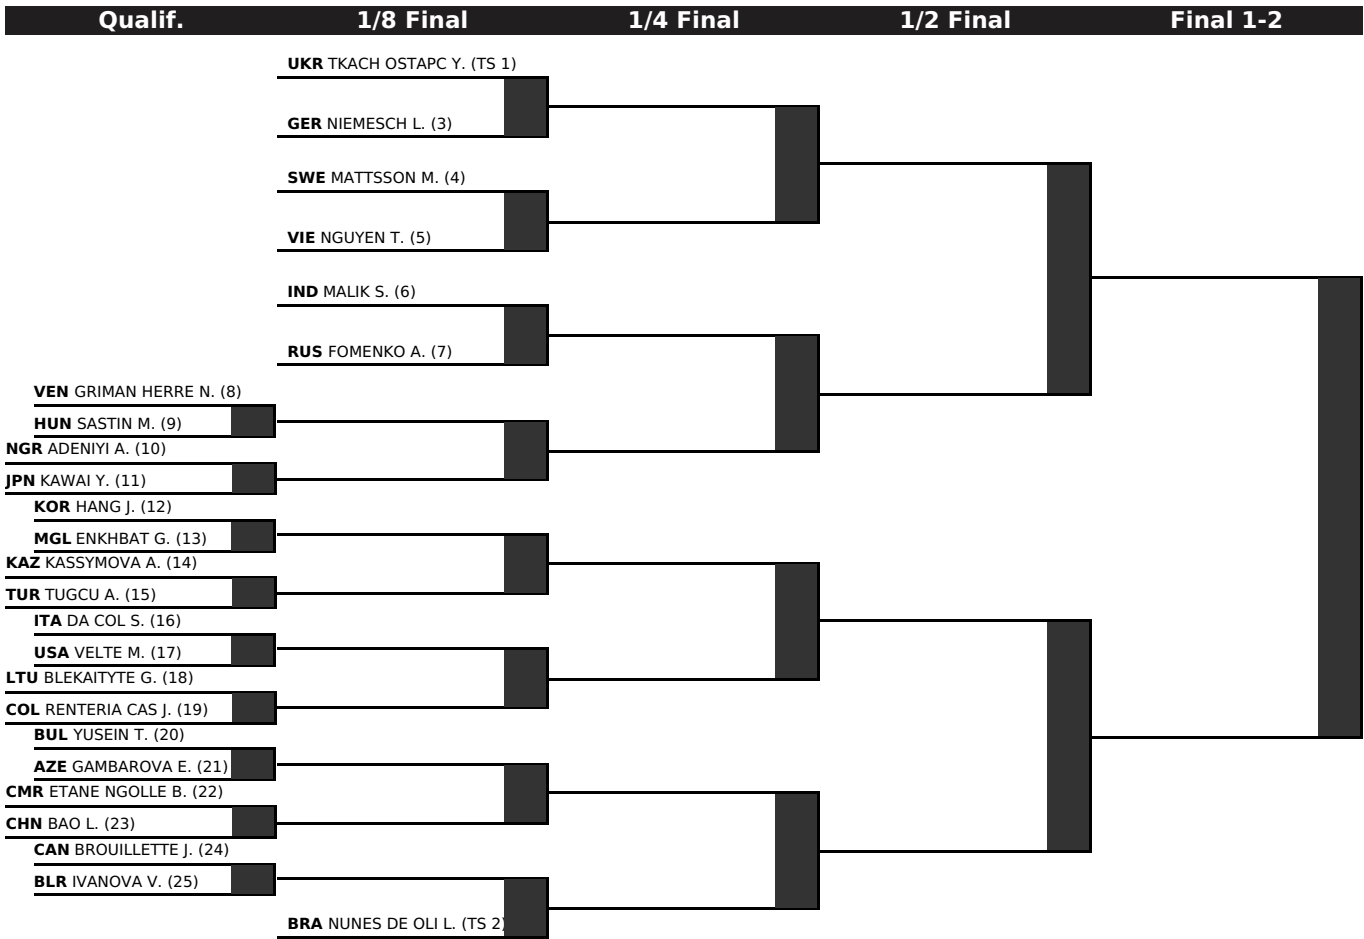 Qualif. 1/8 Final 1/4 Final 1/2 Final Final 1-2
UKR TKACH OSTAPC Y. (TS 1)
GER NIEMESCH L. (3)
SWE MATTSSON M. (4)
VIE NGUYEN T. (5)
IND MALIK S. (6)
RUS FOMENKO A. (7)
VEN GRIMAN HERRE N. (8)
HUN SASTIN M. (9)
NGR ADENIYI A. (10)
JPN KAWAI Y. (11)
KOR HANG J. (12)
MGL ENKHBAT G. (13)
KAZ KASSYMOVA A. (14)
TUR TUGCU A. (15)
ITA DA COL S. (16)
USA VELTE M. (17)
LTU BLEKAITYTE G. (18)
COL RENTERIA CAS J. (19)
BUL YUSEIN T. (20)
AZE GAMBAROVA E. (21)
CMR ETANE NGOLLE B. (22)
CHN BAO L. (23)
CAN BROUILLETTE J. (24)
BLR IVANOVA V. (25)
BRA NUNES DE OLI L. (TS 2)